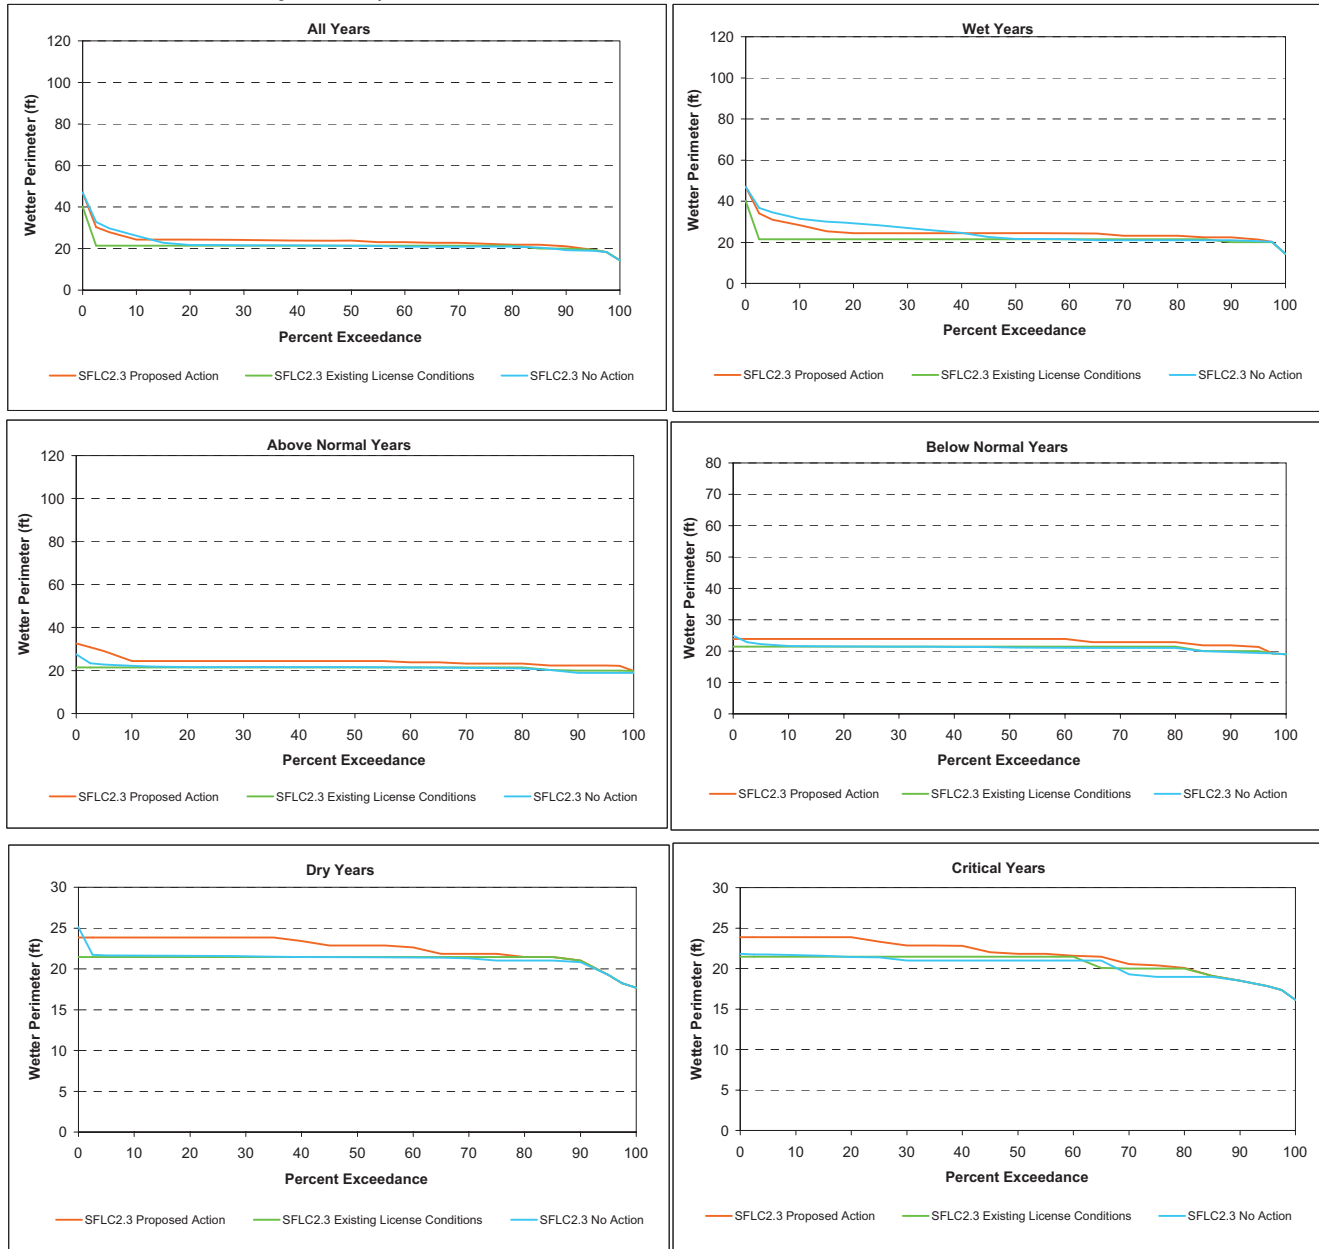 All Years
120
100
80
60
40
20
0
Wetter Perimeter (ft)
0 10 20 30 40 50 60 70 80 90 100
Percent Exceedance
SFLC2.3 Proposed Action SFLC2.3 Existing License Conditions SFLC2.3 No Action
Wet Years
120
100
80
60
40
20
0
Wetter Perimeter (ft)
0 10 20 30 40 50 60 70 80 90 100
Percent Exceedance
SFLC2.3 Proposed Action SFLC2.3 Existing License Conditions SFLC2.3 No Action
Above Normal Years
120
100
80
60
40
20
0
Wetter Perimeter (ft)
0 10 20 30 40 50 60 70 80 90 100
Percent Exceedance
SFLC2.3 Proposed Action SFLC2.3 Existing License Conditions SFLC2.3 No Action
Below Normal Years
80
70
60
50
40
30
20
10
0
Wetter Perimeter (ft)
0 10 20 30 40 50 60 70 80 90 100
Percent Exceedance
SFLC2.3 Proposed Action SFLC2.3 Existing License Conditions SFLC2.3 No Action
Dry Years
30
25
20
15
10
5
0
Wetter Perimeter (ft)
0 10 20 30 40 50 60 70 80 90 100
Percent Exceedance
SFLC2.3 Proposed Action SFLC2.3 Existing License Conditions SFLC2.3 No Action
Critical Years
30
25
20
15
10
5
0
Wetter Perimeter (ft)
0 10 20 30 40 50 60 70 80 90 100
Percent Exceedance
SFLC2.3 Proposed Action SFLC2.3 Existing License Conditions SFLC2.3 No Action